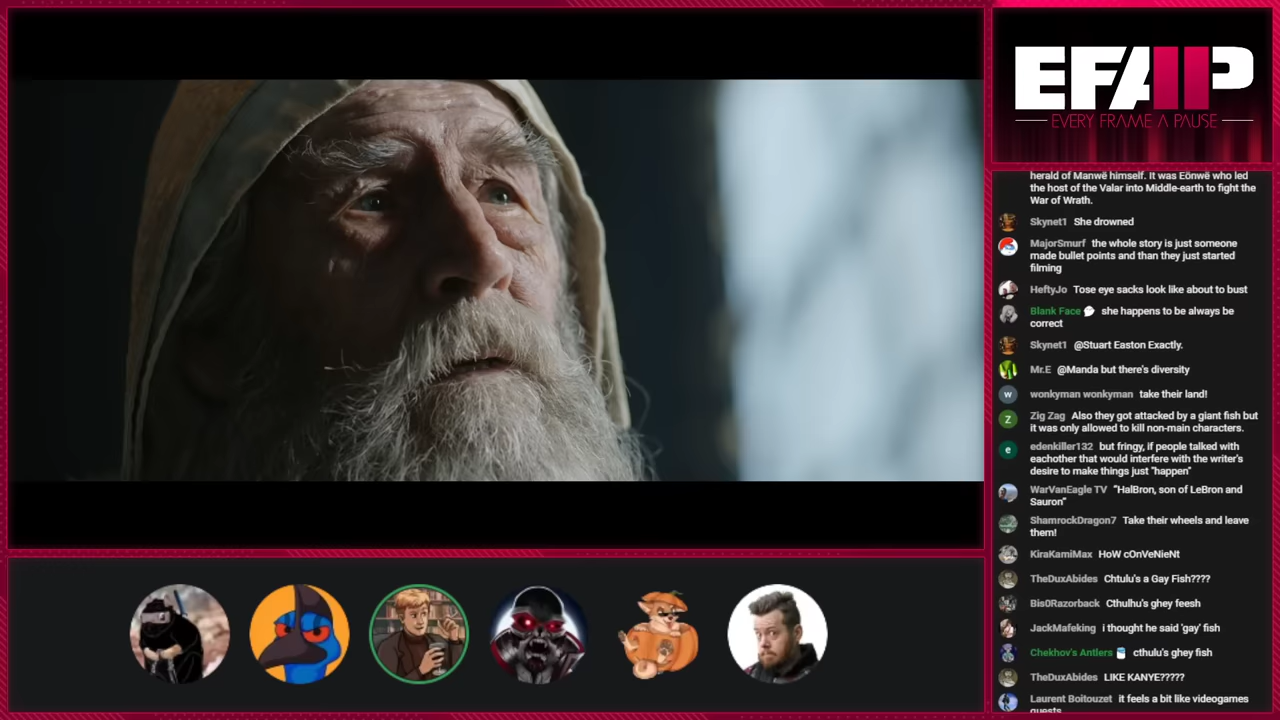 EFAP
EVERY FRAME A PAUSE
herald of Manwë himself. It was Eönwë who led
the host of the Valar into Middle-earth to fight the
War of Wrath.
Skynet1 She drowned
MajorSmurf the whole story is just someone
made bullet points and than they just started
filming
HeftyJo Tose eye sacks look like about to bust
Blank Face she happens to be always be
correct
Skynet1 @Stuart Easton Exactly.
Mr.E @Manda but there's diversity
w
wonkyman wonkyman take their land!
Z
Zig Zag Also they got attacked by a giant fish but
it was only allowed to kill non-main characters.
e
edenkiller132 but fringy, if people talked with
eachother that would interfere with the writer's
desire to make things just "happen"
WarVanEagle TV “HalBron, son of LeBron and
Sauron”
ShamrockDragon7 Take their wheels and leave
them!
KiraKamiMax HoW cOnVeNieNt
TheDuxAbides Chtulu's a Gay Fish????
Bis0Razorback Cthulhu's ghey feesh
JackMafeking i thought he said 'gay' fish
Chekhov's Antlers cthulu's ghey fish
TheDuxAbides LIKE KANYE?????
Laurent Boitouzet it feels a bit like videogames
quests